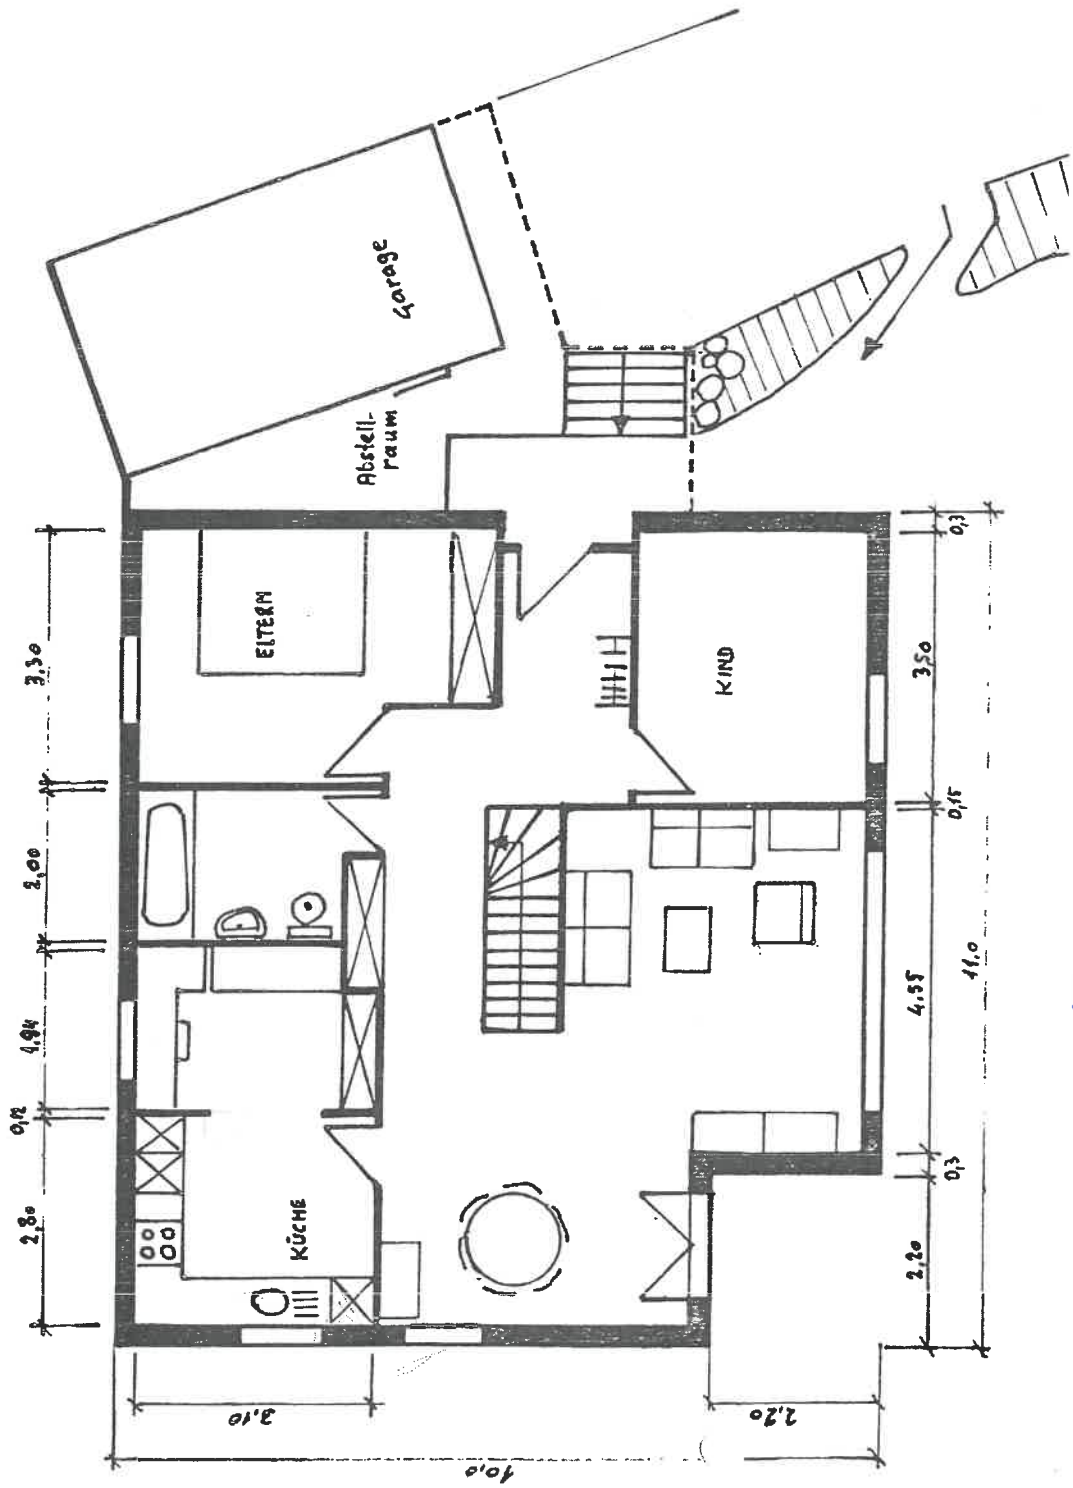 Garage
Abstell-
raum
ELTERN
KIND
KÜCHE
3,30
2,00
1,94
0,12
2,80
0,3
3,50
0,15
4,55
11,0
0,3
2,20
3,10
2,20
10,0